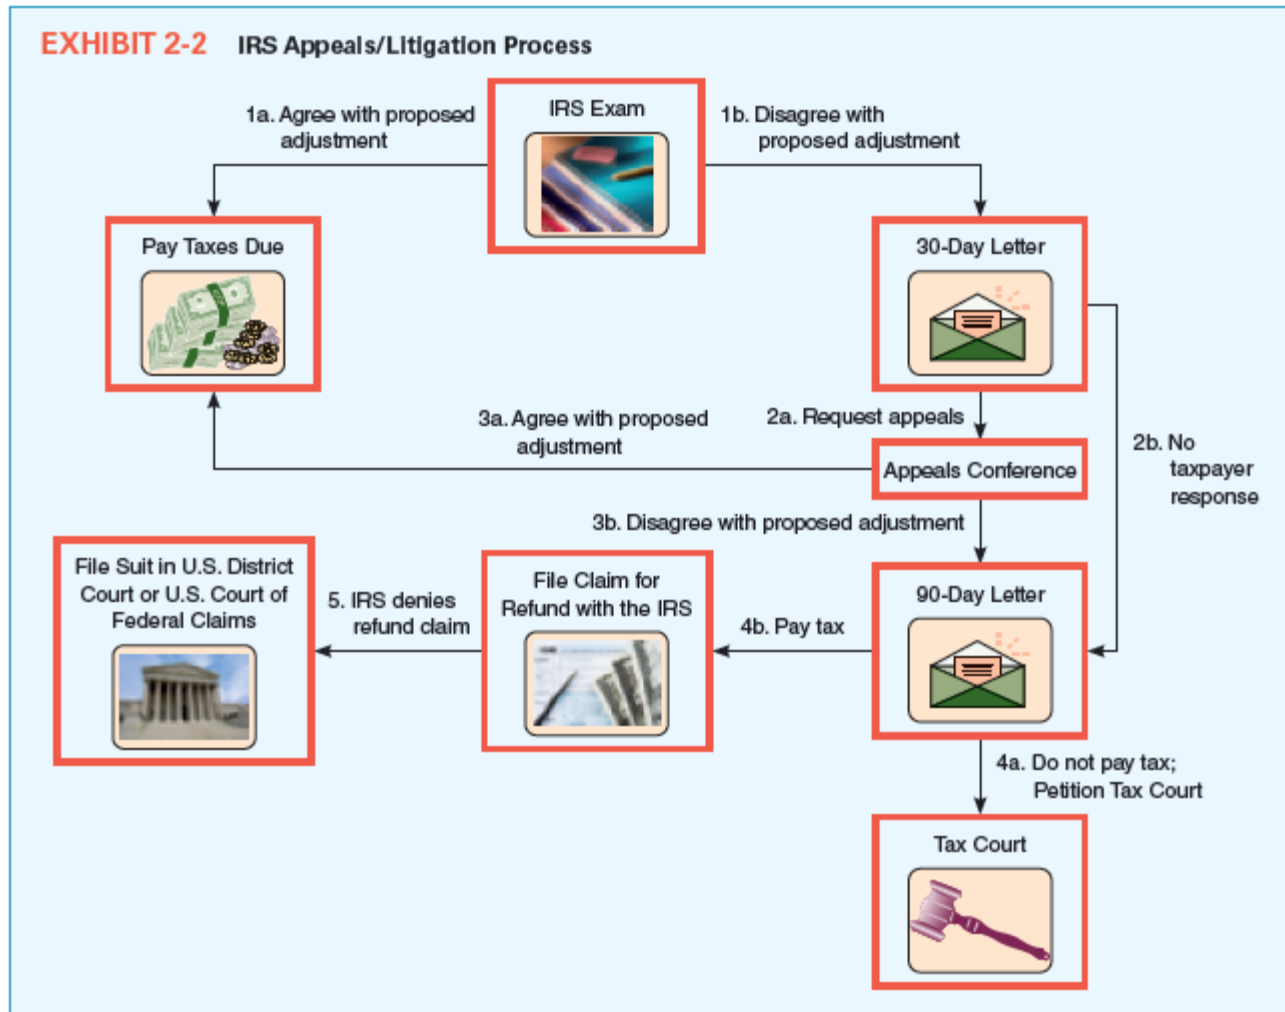 EXHIBIT 2-2 IRS Appeals/Litigation Process
1a. Agree with proposed
adjustment
IRS Exam
1b. Disagree with
proposed adjustment
Pay Taxes Due
30-Day Letter
3a. Agree with proposed
adjustment
2a. Request appeals
2b. No
taxpayer
response
Appeals Conference
3b. Disagree with proposed adjustment
File Suit in U.S. District
Court or U.S. Court of
Federal Claims
5. IRS denies
refund claim
File Claim for
Refund with the IRS
4b. Pay tax
90-Day Letter
4a. Do not pay tax;
Petition Tax Court
Tax Court